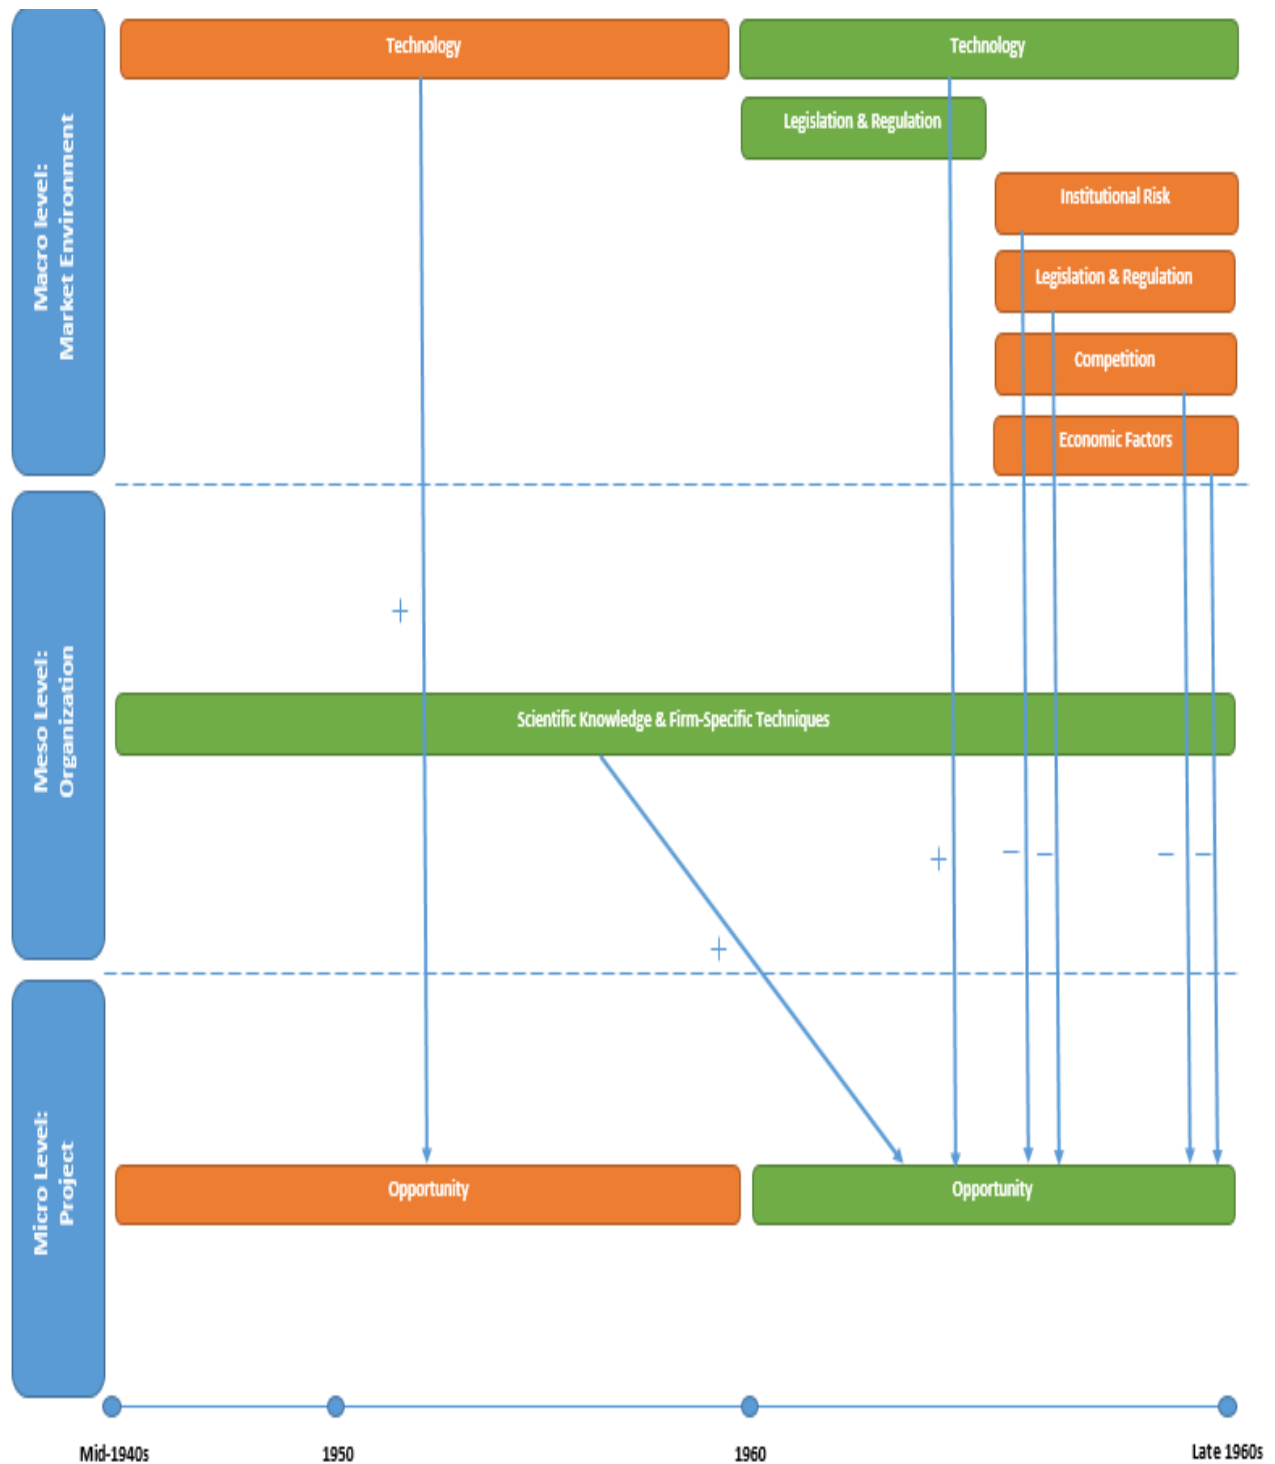 Macro level:
Market Environment
Technology
Technology
Legislation & Regulation
Institutional Risk
Legislation & Regulation
Competition
Economic Factors
Meso Level:
Organization
+
Scientific Knowledge & Firm-Specific Techniques
+ − − − −
+
Micro Level:
Project
Opportunity
Opportunity
Mid-1940s 1950 1960 Late 1960s